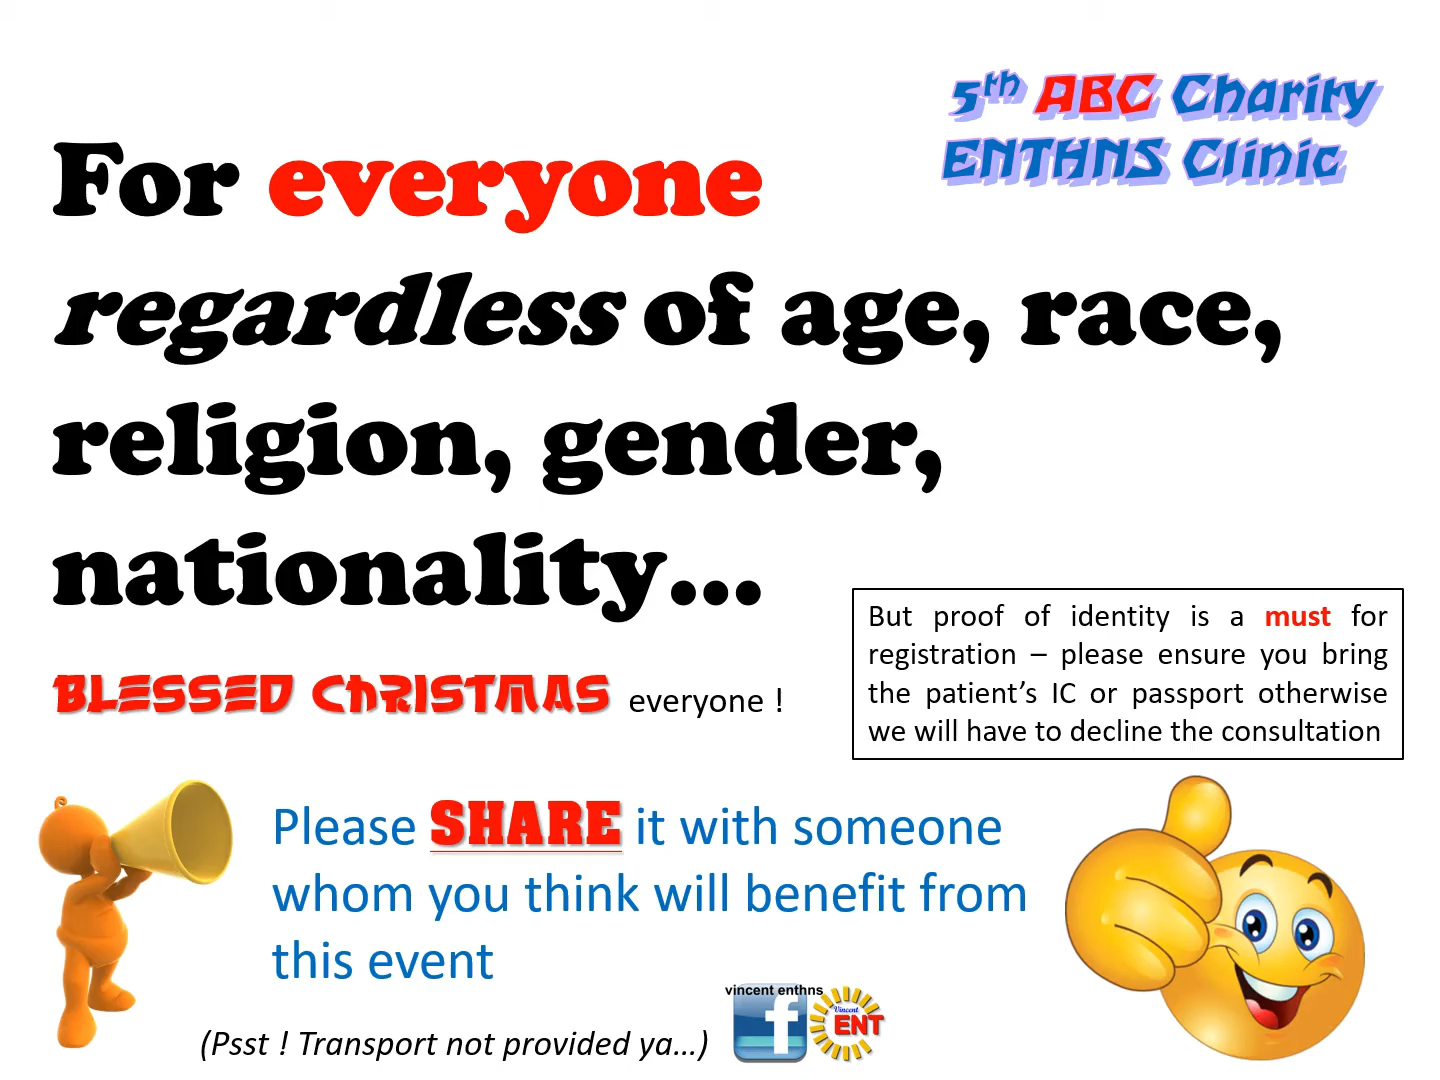 5th ABC Charity
ENTHNS Clinic
For everyone
regardless of age, race,
religion, gender,
nationality...
BLESSED CHRISTMAS everyone !
But proof of identity is a must for
registration – please ensure you bring
the patient’s IC or passport otherwise
we will have to decline the consultation
Please SHARE it with someone
whom you think will benefit from
this event
(Psst ! Transport not provided ya...)
vincent enthns
f
Vincent
ENT